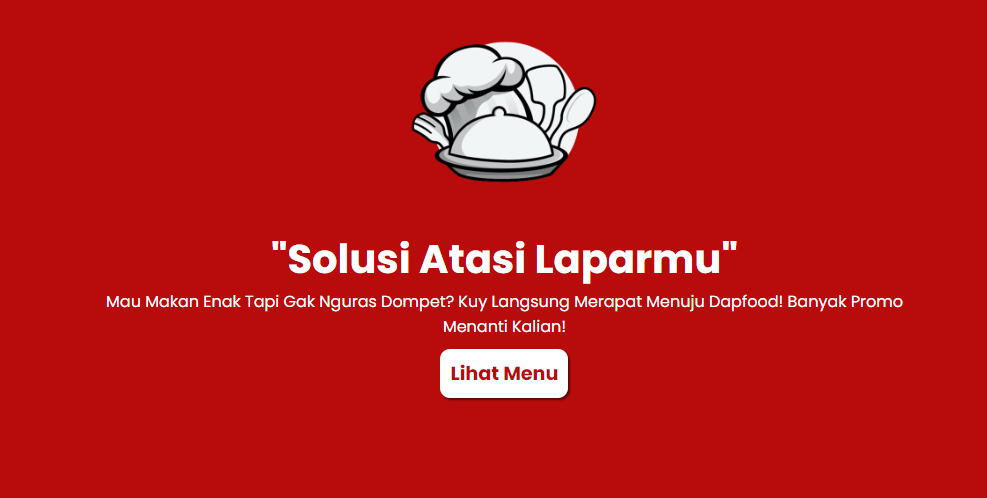 "Solusi Atasi Laparmu"
Mau Makan Enak Tapi Gak Nguras Dompet? Kuy Langsung Merapat Menuju Dapfood! Banyak Promo
Menanti Kalian!
Lihat Menu